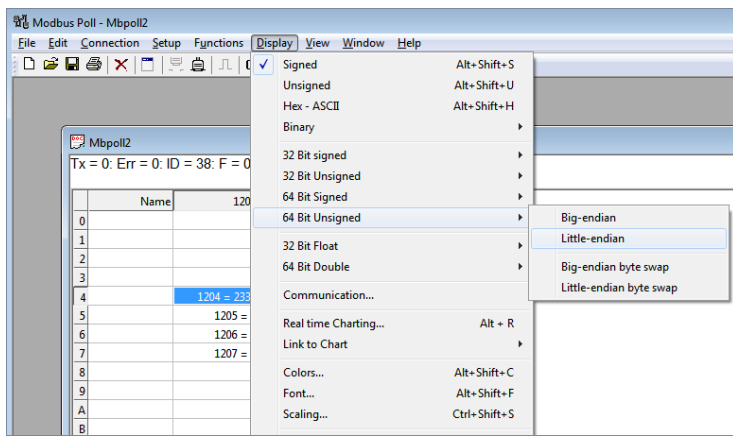 Modbus Poll - Mbpoll2
File Edit Connection Setup Functions Display View Window Help
Signed Alt+Shift+S
Unsigned Alt+Shift+U
Hex - ASCII Alt+Shift+H
Binary
32 Bit signed
32 Bit Unsigned
64 Bit Signed
64 Bit Unsigned
32 Bit Float
64 Bit Double
Communication...
Real time Charting... Alt + R
Link to Chart
Colors... Alt+Shift+C
Font... Alt+Shift+F
Scaling... Ctrl+Shift+S
Big-endian
Little-endian
Big-endian byte swap
Little-endian byte swap
Mbpoll2
Tx = 0: Err = 0: ID = 38: F = 0
Name 120
0
1
2
3
4 1204 = 233
5 1205 =
6 1206 =
7 1207 =
8
9
A
B